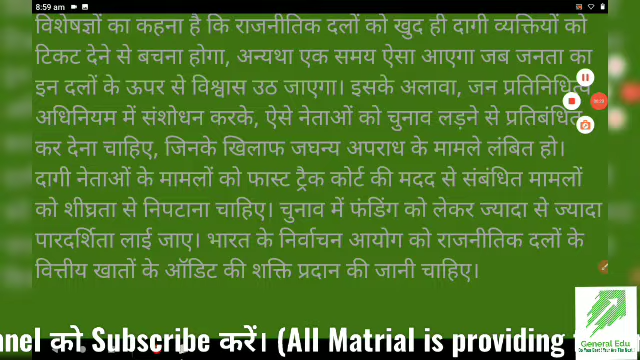 8:59 am
विशेषज्ञों का कहना है कि राजनीतिक दलों को खुद ही दागी व्यक्तियों को
टिकट देने से बचना होगा, अन्यथा एक समय ऐसा आएगा जब जनता का
इन दलों के ऊपर से विश्वास उठ जाएगा। इसके अलावा, जन प्रतिनिधित्व
अधिनियम में संशोधन करके, ऐसे नेताओं को चुनाव लड़ने से प्रतिबंधित
कर देना चाहिए, जिनके खिलाफ जघन्य अपराध के मामले लंबित हो।
दागी नेताओं के मामलों को फास्ट ट्रैक कोर्ट की मदद से संबंधित मामलों
को शीघ्रता से निपटाना चाहिए। चुनाव में फंडिंग को लेकर ज्यादा से ज्यादा
पारदर्शिता लाई जाए। भारत के निर्वाचन आयोग को राजनीतिक दलों के
वित्तीय खातों के ऑडिट की शक्ति प्रदान की जानी चाहिए।
General Edu
nnel को Subscribe करें। (All Matrial is providing